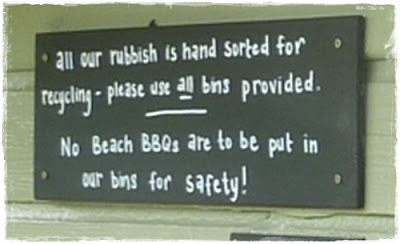 all our rubbish is hand sorted for
recycling - please use all bins provided.
No Beach BBQs are to be put in
our bins for safety!